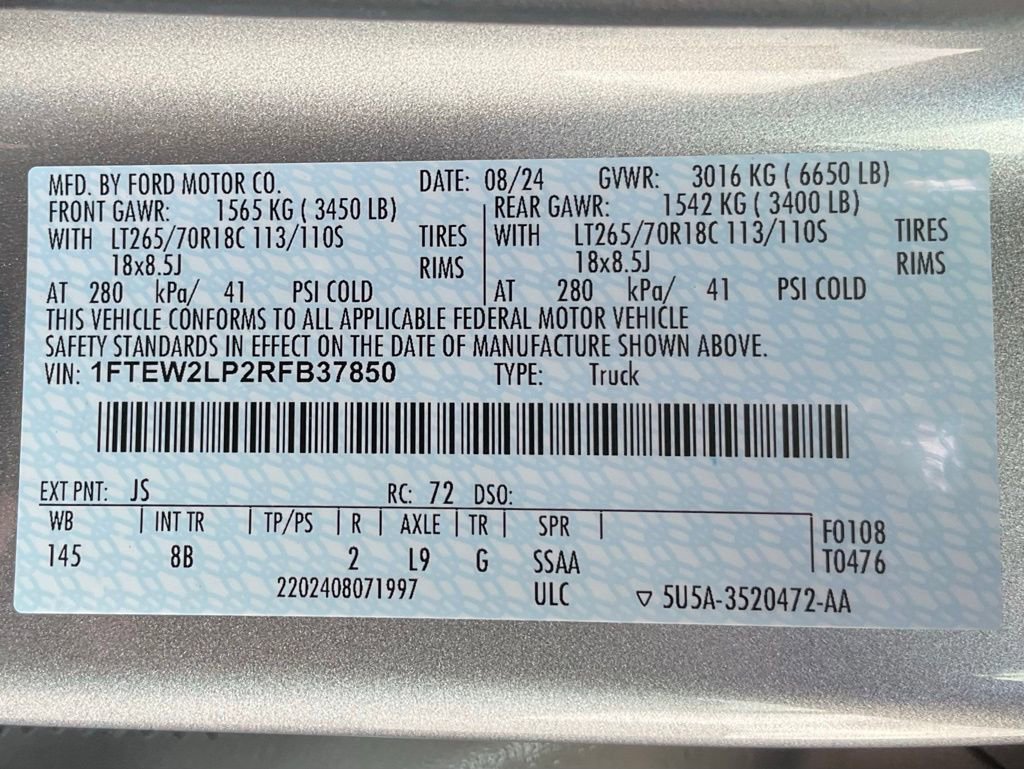 MFD. BY FORD MOTOR CO. DATE: 08/24 GVWR: 3016 KG ( 6650 LB)
FRONT GAWR: 1565 KG ( 3450 LB) REAR GAWR: 1542 KG ( 3400 LB)
WITH LT265/70R18C 113/110S TIRES WITH LT265/70R18C 113/110S TIRES
18x8.5J RIMS 18x8.5J RIMS
AT 280 kPa/ 41 PSI COLD AT 280 kPa/ 41 PSI COLD
THIS VEHICLE CONFORMS TO ALL APPLICABLE FEDERAL MOTOR VEHICLE
SAFETY STANDARDS IN EFFECT ON THE DATE OF MANUFACTURE SHOWN ABOVE.
VIN: 1FTEW2LP2RFB37850 TYPE: Truck
EXT PNT: JS RC: 72 DSO:
WB INT TR TP/PS R AXLE TR SPR F0108
145 8B 2 L9 G SSAA T0476
2202408071997 ULC ▽ 5U5A-3520472-AA